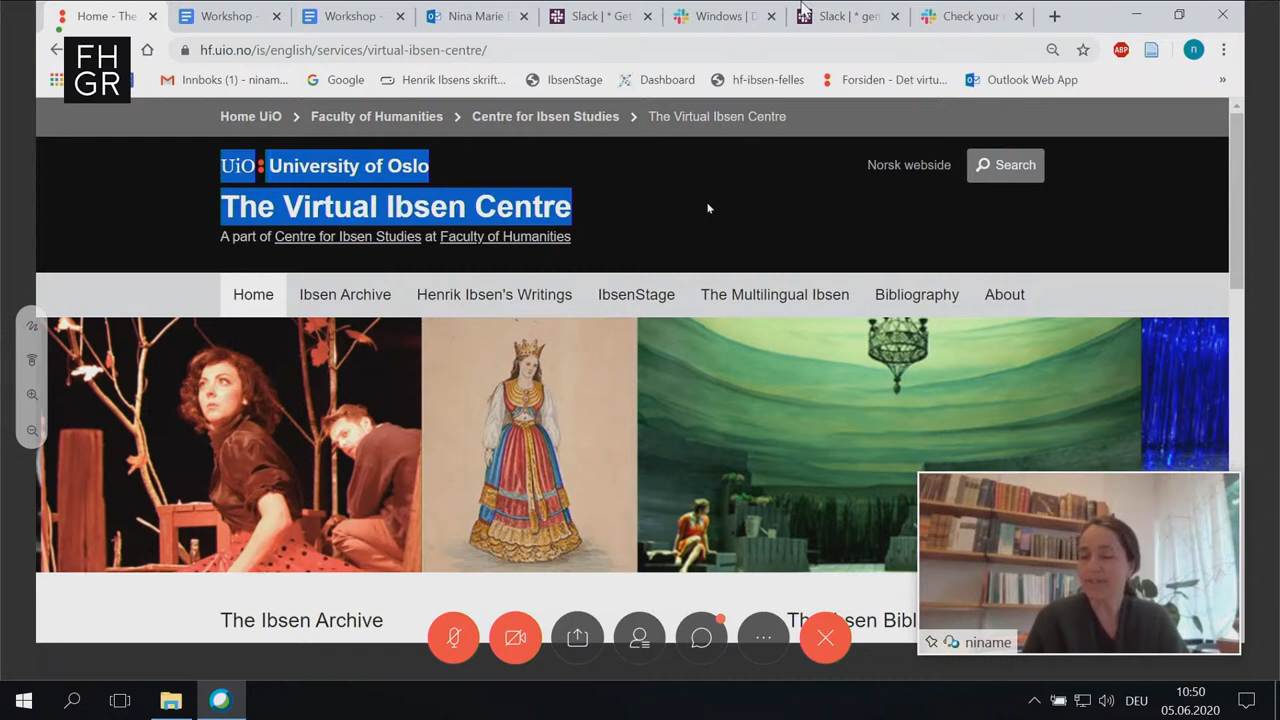 Home - The
Workshop -
Workshop -
Nina Marie E
Slack | * Get
Windows | D
Slack | * gen
Check your
FH
GR
hf.uio.no/is/english/services/virtual-ibsen-centre/
ABP
n
Innboks (1) - ninam...
Google
Henrik Ibsens skrift...
IbsenStage
Dashboard
hf-ibsen-felles
Forsiden - Det virtu...
Outlook Web App
»
Home UiO > Faculty of Humanities > Centre for Ibsen Studies > The Virtual Ibsen Centre
UiO: University of Oslo
Norsk webside
Search
The Virtual Ibsen Centre
A part of Centre for Ibsen Studies at Faculty of Humanities
Home
Ibsen Archive
Henrik Ibsen's Writings
IbsenStage
The Multilingual Ibsen
Bibliography
About
The Ibsen Archive
niname
DEU
10:50
05.06.2020